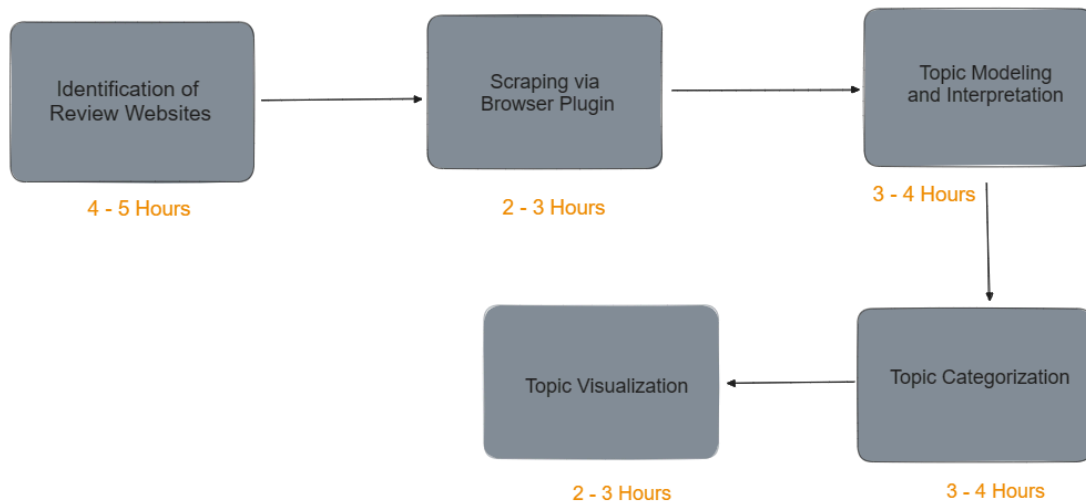 Identification of
Review Websites
4 - 5 Hours
Scraping via
Browser Plugin
2 - 3 Hours
Topic Modeling
and Interpretation
3 - 4 Hours
Topic Categorization
3 - 4 Hours
Topic Visualization
2 - 3 Hours